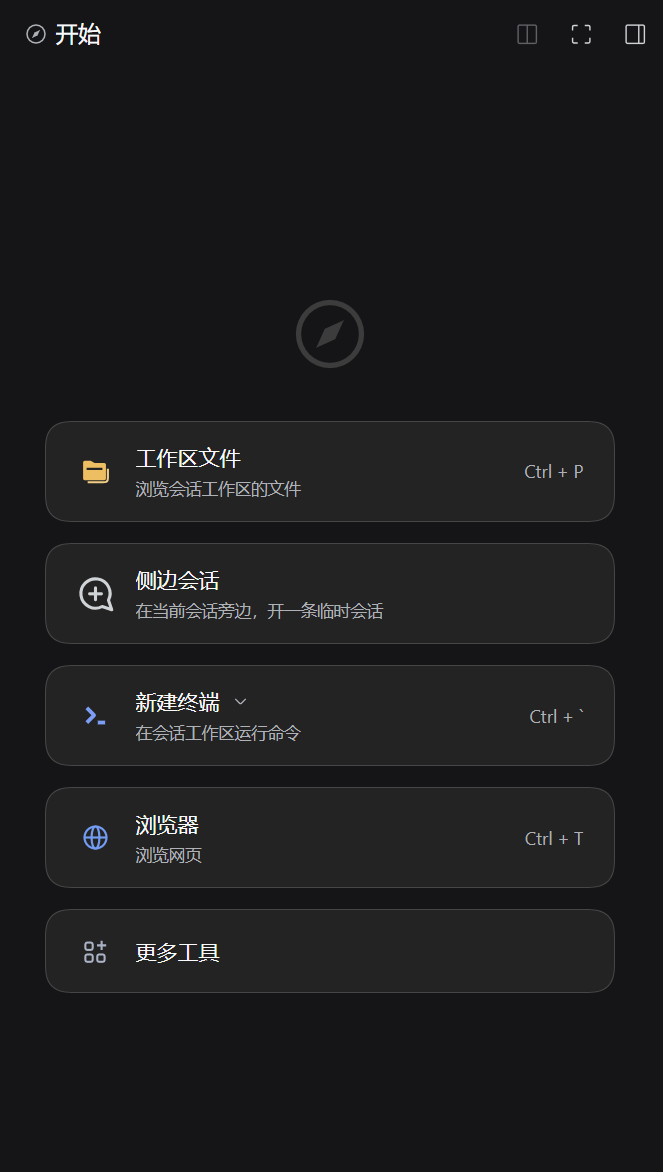 开始
工作区文件
浏览会话工作区的文件
Ctrl + P
侧边会话
在当前会话旁边，开一条临时会话
新建终端
在会话工作区运行命令
Ctrl + `
浏览器
浏览网页
Ctrl + T
更多工具